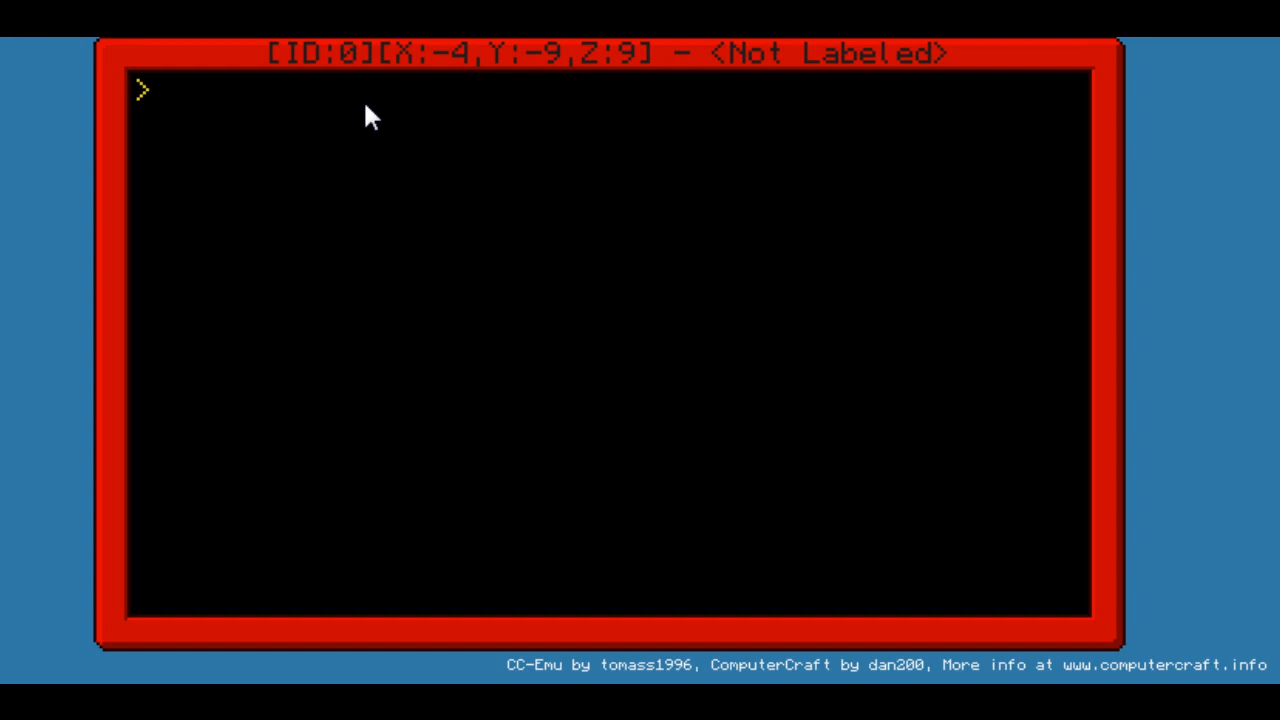 [ID:0][X:-4,Y:-9,Z:9] - <Not Labeled>
>
CC-Emu by tomass1996, ComputerCraft by dan200, More info at www.computercraft.info